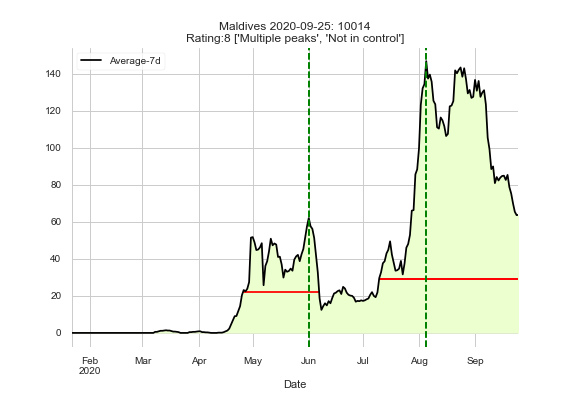 Maldives 2020-09-25: 10014
Rating:8 ['Multiple peaks', 'Not in control']
Average-7d
140
120
100
80
60
40
20
0
Feb Mar Apr May Jun Jul Aug Sep
2020
Date